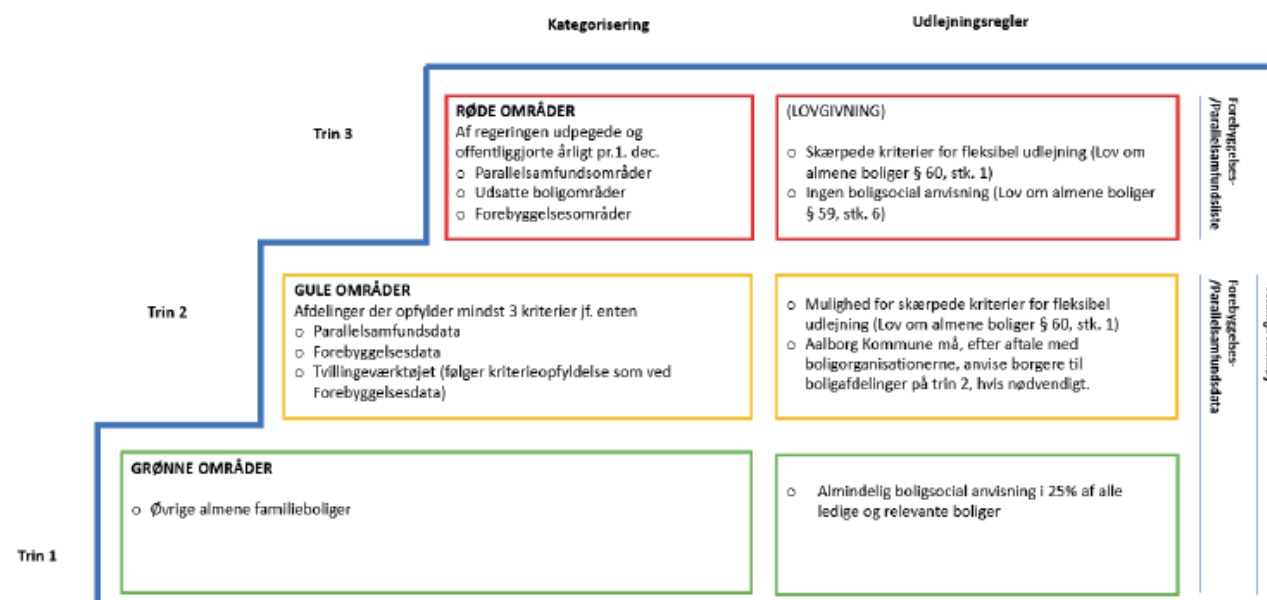 Kategorisering
Udlejningsregler
Trin 3
RØDE OMRÅDER
Af regeringen udpegede og
offentliggjorte årligt pr.1. dec.
o Parallelsamfundsområder
o Udsatte boligområder
o Forebyggelsesområder
(LOVGIVNING)
o Skærpede kriterier for fleksibel udlejning (Lov om
almene boliger § 60, stk. 1)
o Ingen boligsocial anvisning (Lov om almene boliger
§ 59, stk. 6)
Forebyggelses-
/Parallelsamfundsliste
Trin 2
GULE OMRÅDER
Afdelinger der opfylder mindst 3 kriterier jf. enten
o Parallelsamfundsdata
o Forebyggelsesdata
o Tvillingeværktøjet (følger kriterieopfyldelse som ved
Forebyggelsesdata)
o Mulighed for skærpede kriterier for fleksibel
udlejning (Lov om almene boliger § 60, stk. 1)
o Aalborg Kommune må, efter aftale med
boligorganisationerne, anvise borgere til
boligafdelinger på trin 2, hvis nødvendigt.
Forebyggelses-
/Parallelsamfundsdata
Trin 1
GRØNNE OMRÅDER
o Øvrige almene familieboliger
o Almindelig boligsocial anvisning i 25% af alle
ledige og relevante boliger